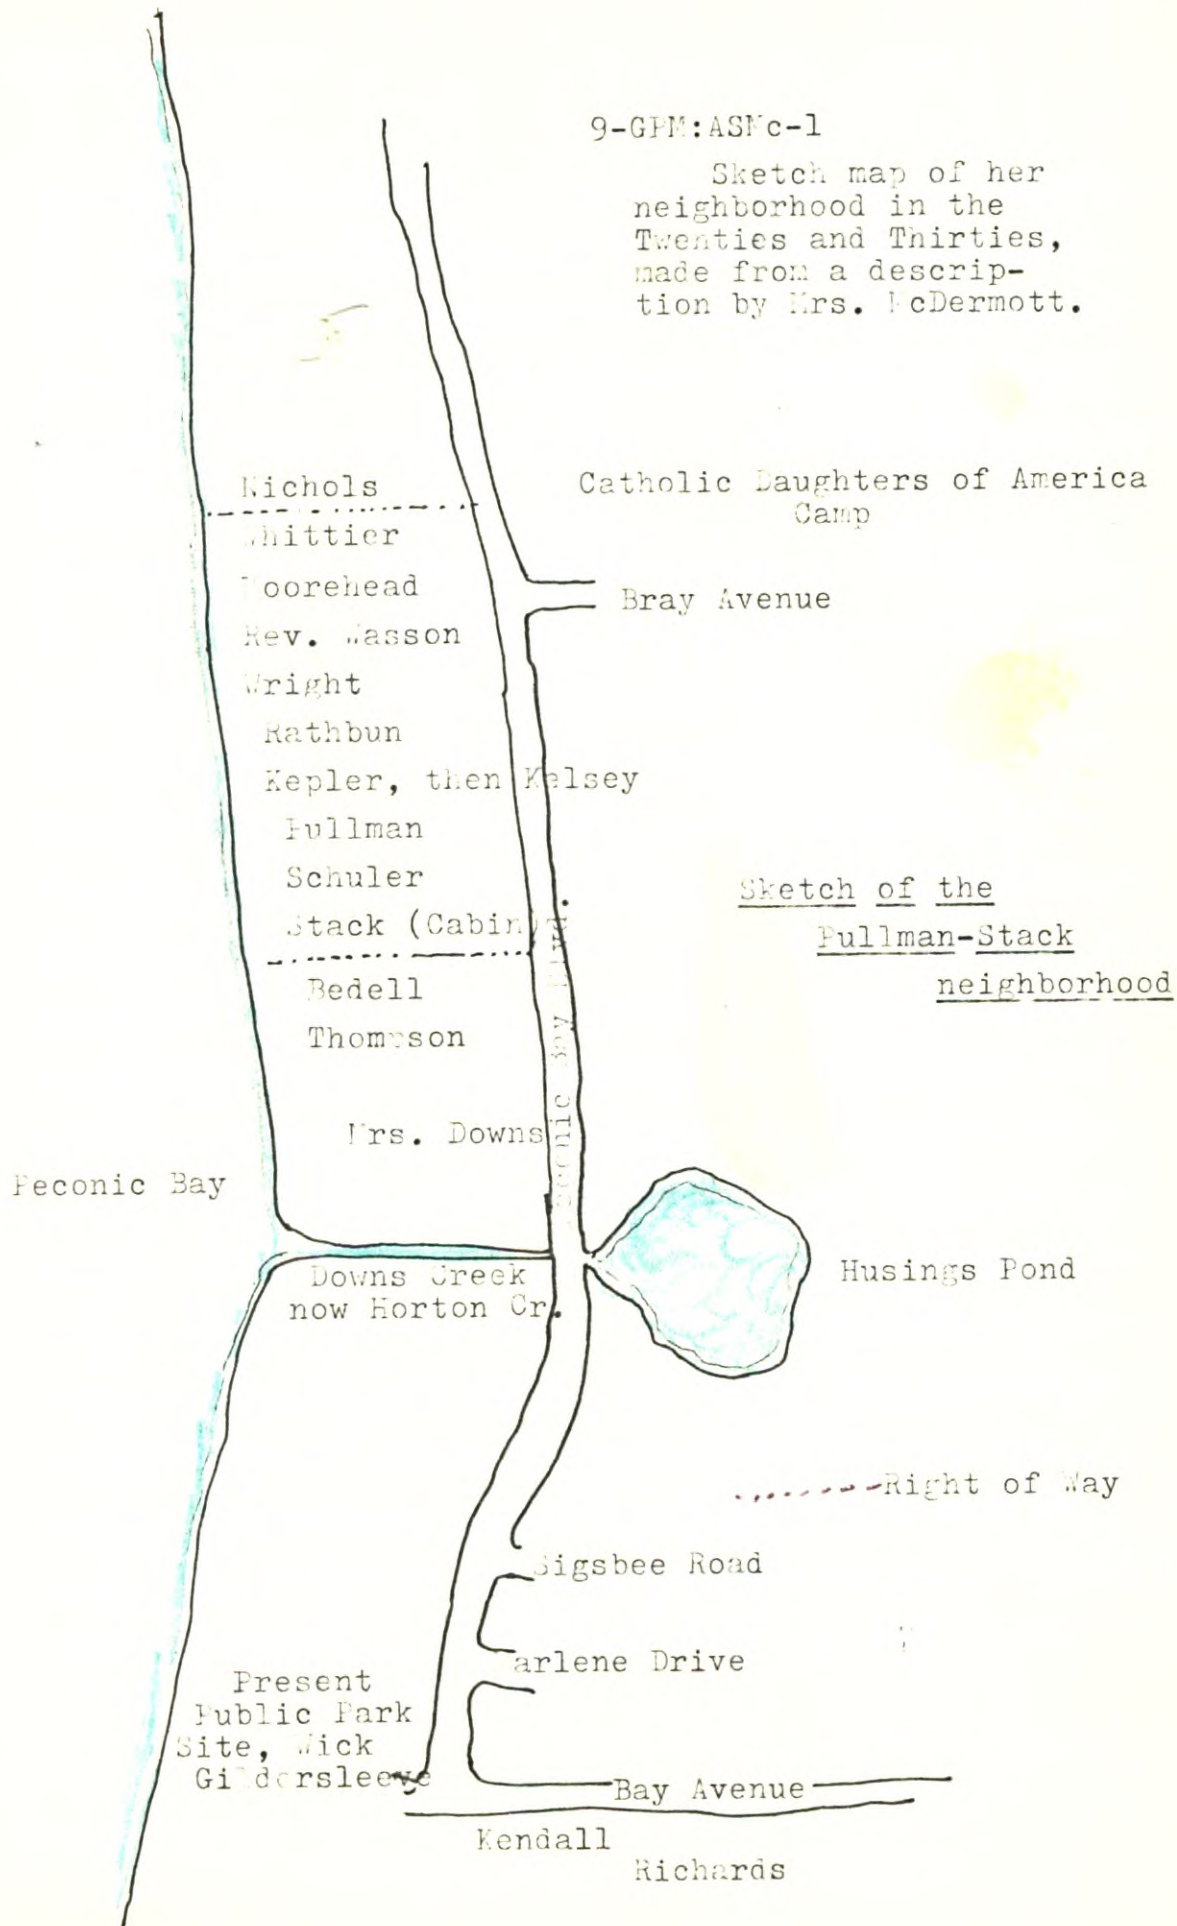 9-GPM:ASMc-1
Sketch map of her
neighborhood in the
Twenties and Thirties,
made from a descrip-
tion by Mrs. McDermott.
Nichols
Catholic Daughters of America
Camp
Whittier
Moorehead
Bray Avenue
Rev. Wasson
Wright
Rathbun
Kepler, then Kelsey
Pullman
Schuler
Sketch of the
Stack (Cabin)
Pullman-Stack
neighborhood
Bedell
Thompson
Peconic Bay Blvd.
Mrs. Downs
Peconic Bay
Downs Creek
now Horton Cr.
Husings Pond
Right of Way
Sigsbee Road
arlene Drive
Present
Public Park
Site, Wick
Gildersleeve
Bay Avenue
Kendall
Richards